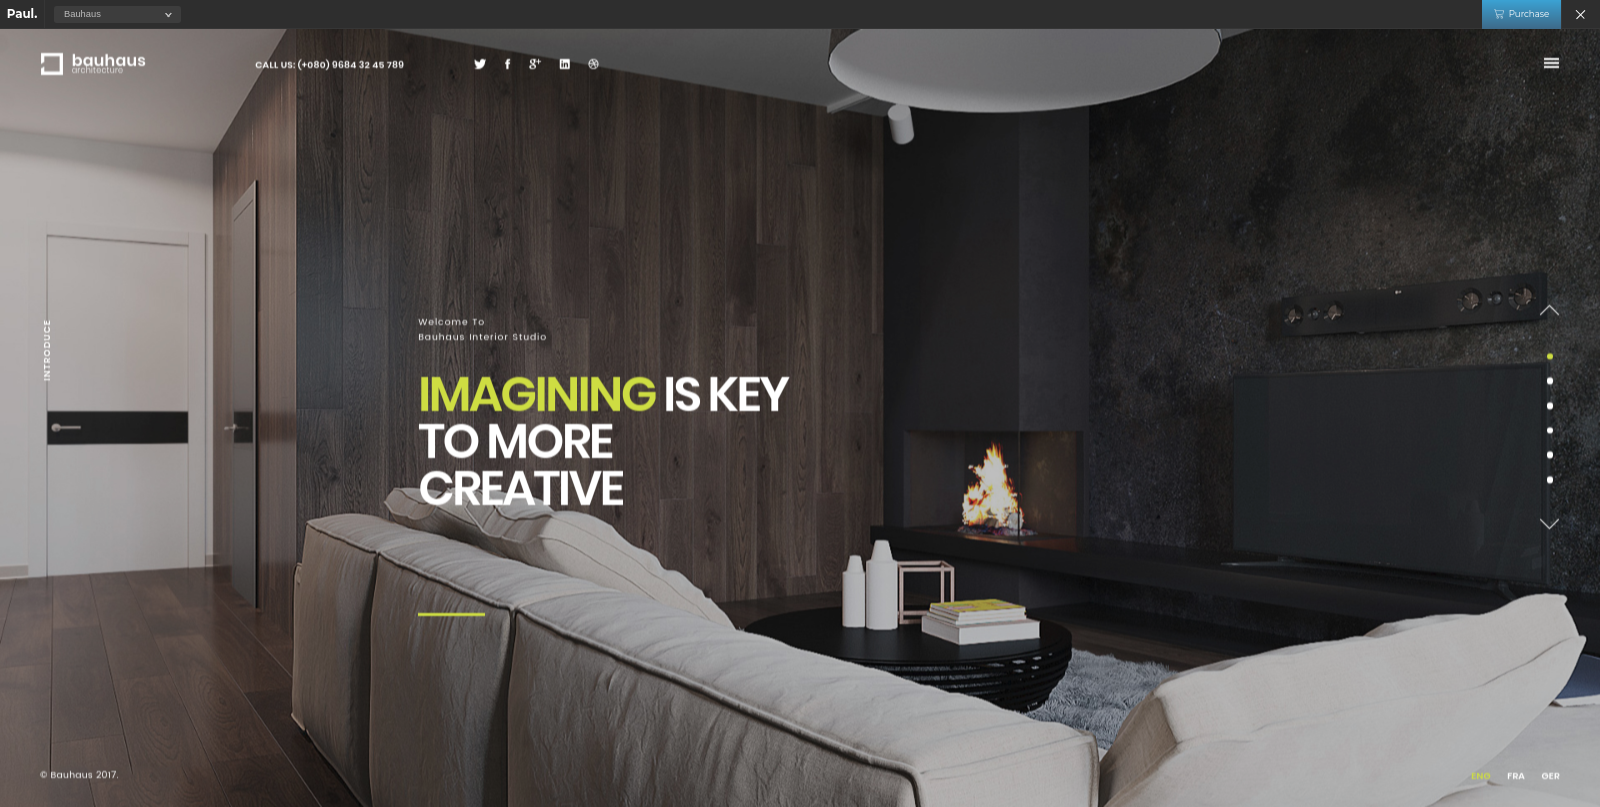 Paul.
Bauhaus
Purchase
bauhaus
architecture
CALL US: (+080) 9684 32 45 789
INTRODUCE
Welcome To
Bauhaus Interior Studio
IMAGINING IS KEY
TO MORE
CREATIVE
© Bauhaus 2017.
ENG FRA GER